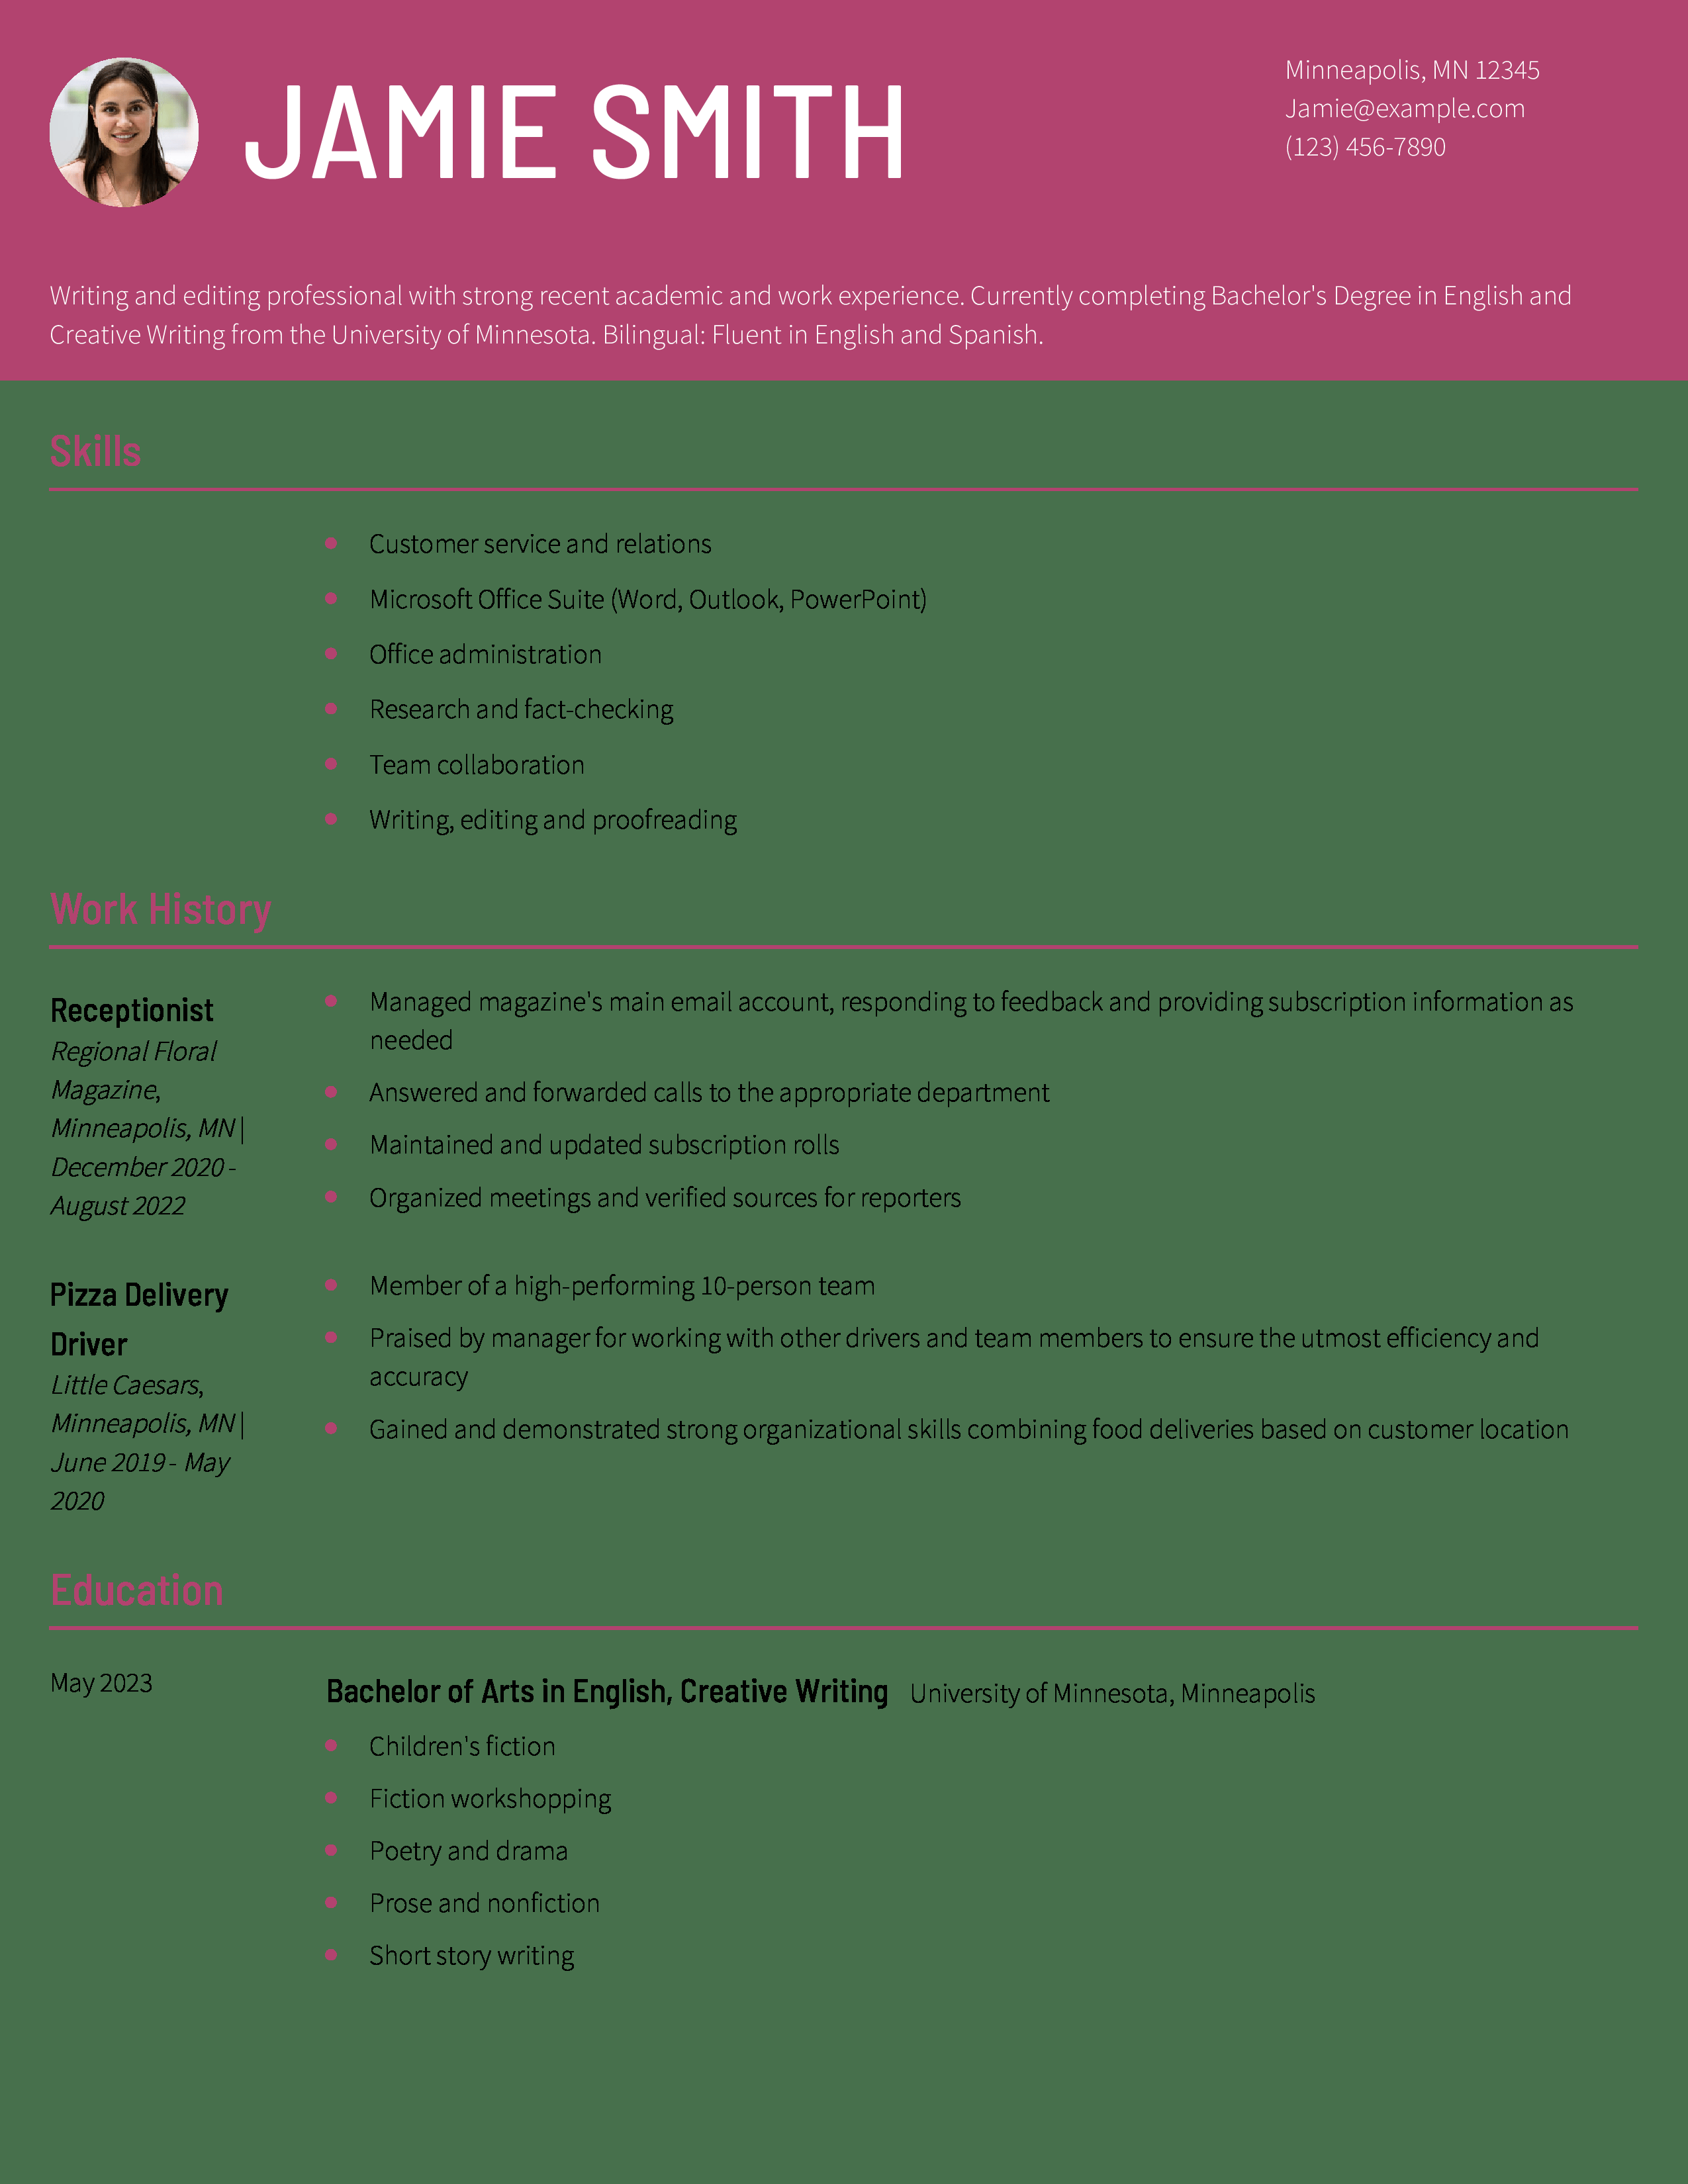 JAMIE SMITH
Minneapolis, MN 12345
Jamie@example.com
(123) 456-7890
Writing and editing professional with strong recent academic and work experience. Currently completing Bachelor's Degree in English and
Creative Writing from the University of Minnesota. Bilingual: Fluent in English and Spanish.
Skills
Customer service and relations
Microsoft Office Suite (Word, Outlook, PowerPoint)
Office administration
Research and fact-checking
Team collaboration
Writing, editing and proofreading
Work History
Receptionist
Regional Floral
Magazine,
Minneapolis, MN |
December 2020 -
August 2022
Managed magazine's main email account, responding to feedback and providing subscription information as
needed
Answered and forwarded calls to the appropriate department
Maintained and updated subscription rolls
Organized meetings and verified sources for reporters
Pizza Delivery
Driver
Little Caesars,
Minneapolis, MN |
June 2019 - May
2020
Member of a high-performing 10-person team
Praised by manager for working with other drivers and team members to ensure the utmost efficiency and
accuracy
Gained and demonstrated strong organizational skills combining food deliveries based on customer location
Education
May 2023
Bachelor of Arts in English, Creative Writing University of Minnesota, Minneapolis
Children's fiction
Fiction workshopping
Poetry and drama
Prose and nonfiction
Short story writing